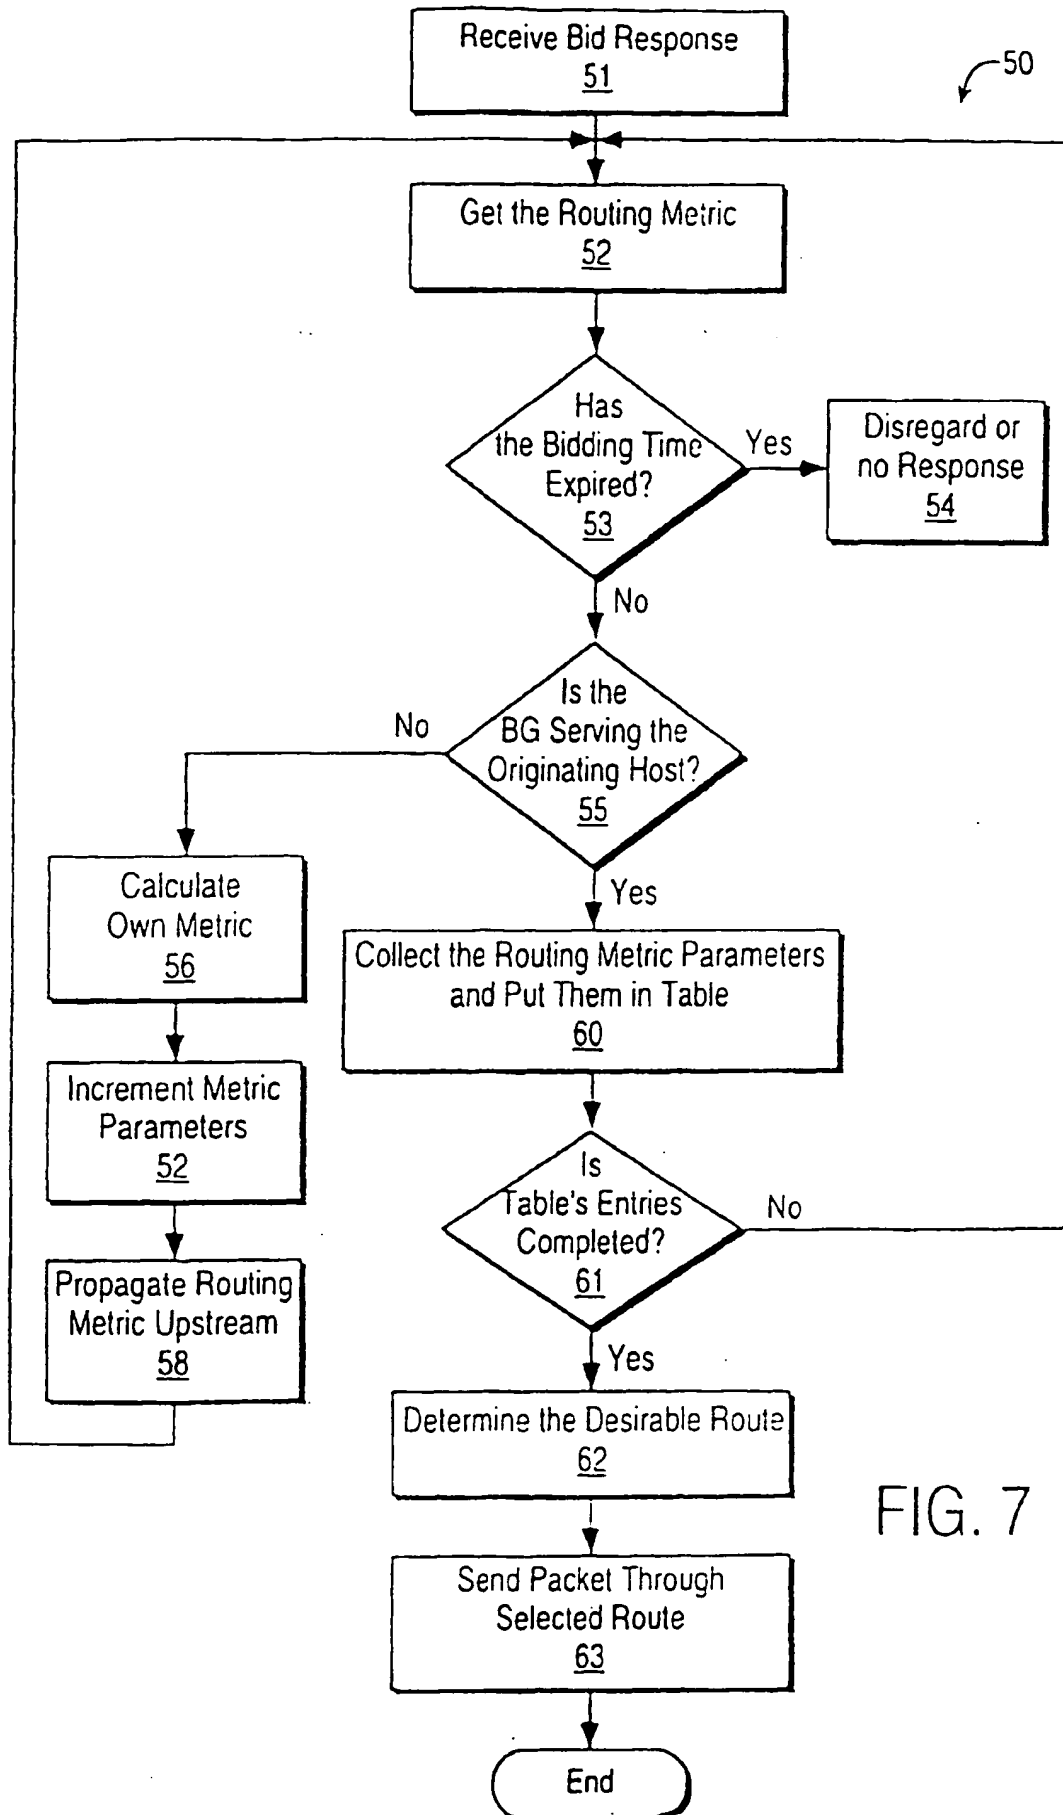 Receive Bid Response
51
50
Get the Routing Metric
52
Has
the Bidding Time
Expired?
53
Yes
Disregard or
no Response
54
No
Is the
BG Serving the
Originating Host?
55
No
Yes
Calculate
Own Metric
56
Collect the Routing Metric Parameters
and Put Them in Table
60
Increment Metric
Parameters
52
Is
Table's Entries
Completed?
61
No
Propagate Routing
Metric Upstream
58
Yes
Determine the Desirable Route
62
FIG. 7
Send Packet Through
Selected Route
63
End